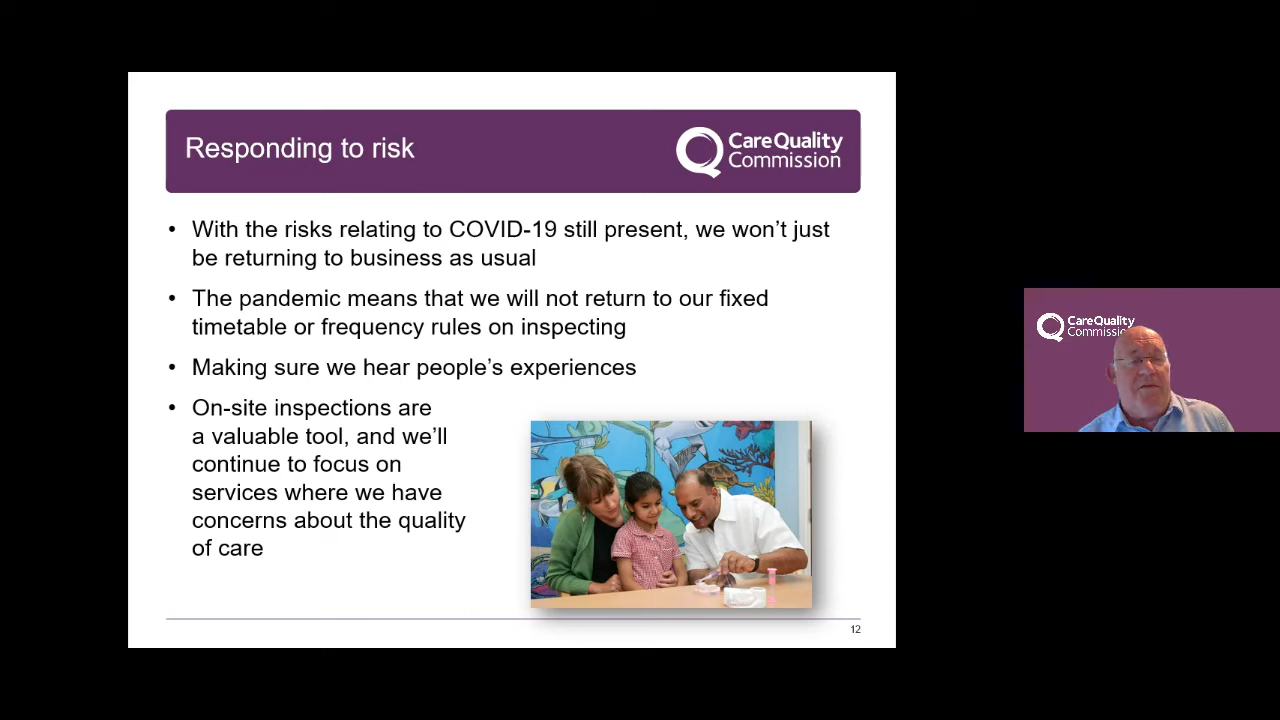 Responding to risk
CareQuality
Commission
• With the risks relating to COVID-19 still present, we won’t just
be returning to business as usual
• The pandemic means that we will not return to our fixed
timetable or frequency rules on inspecting
• Making sure we hear people’s experiences
• On-site inspections are
a valuable tool, and we’ll
continue to focus on
services where we have
concerns about the quality
of care
12
CareQuality
Commission